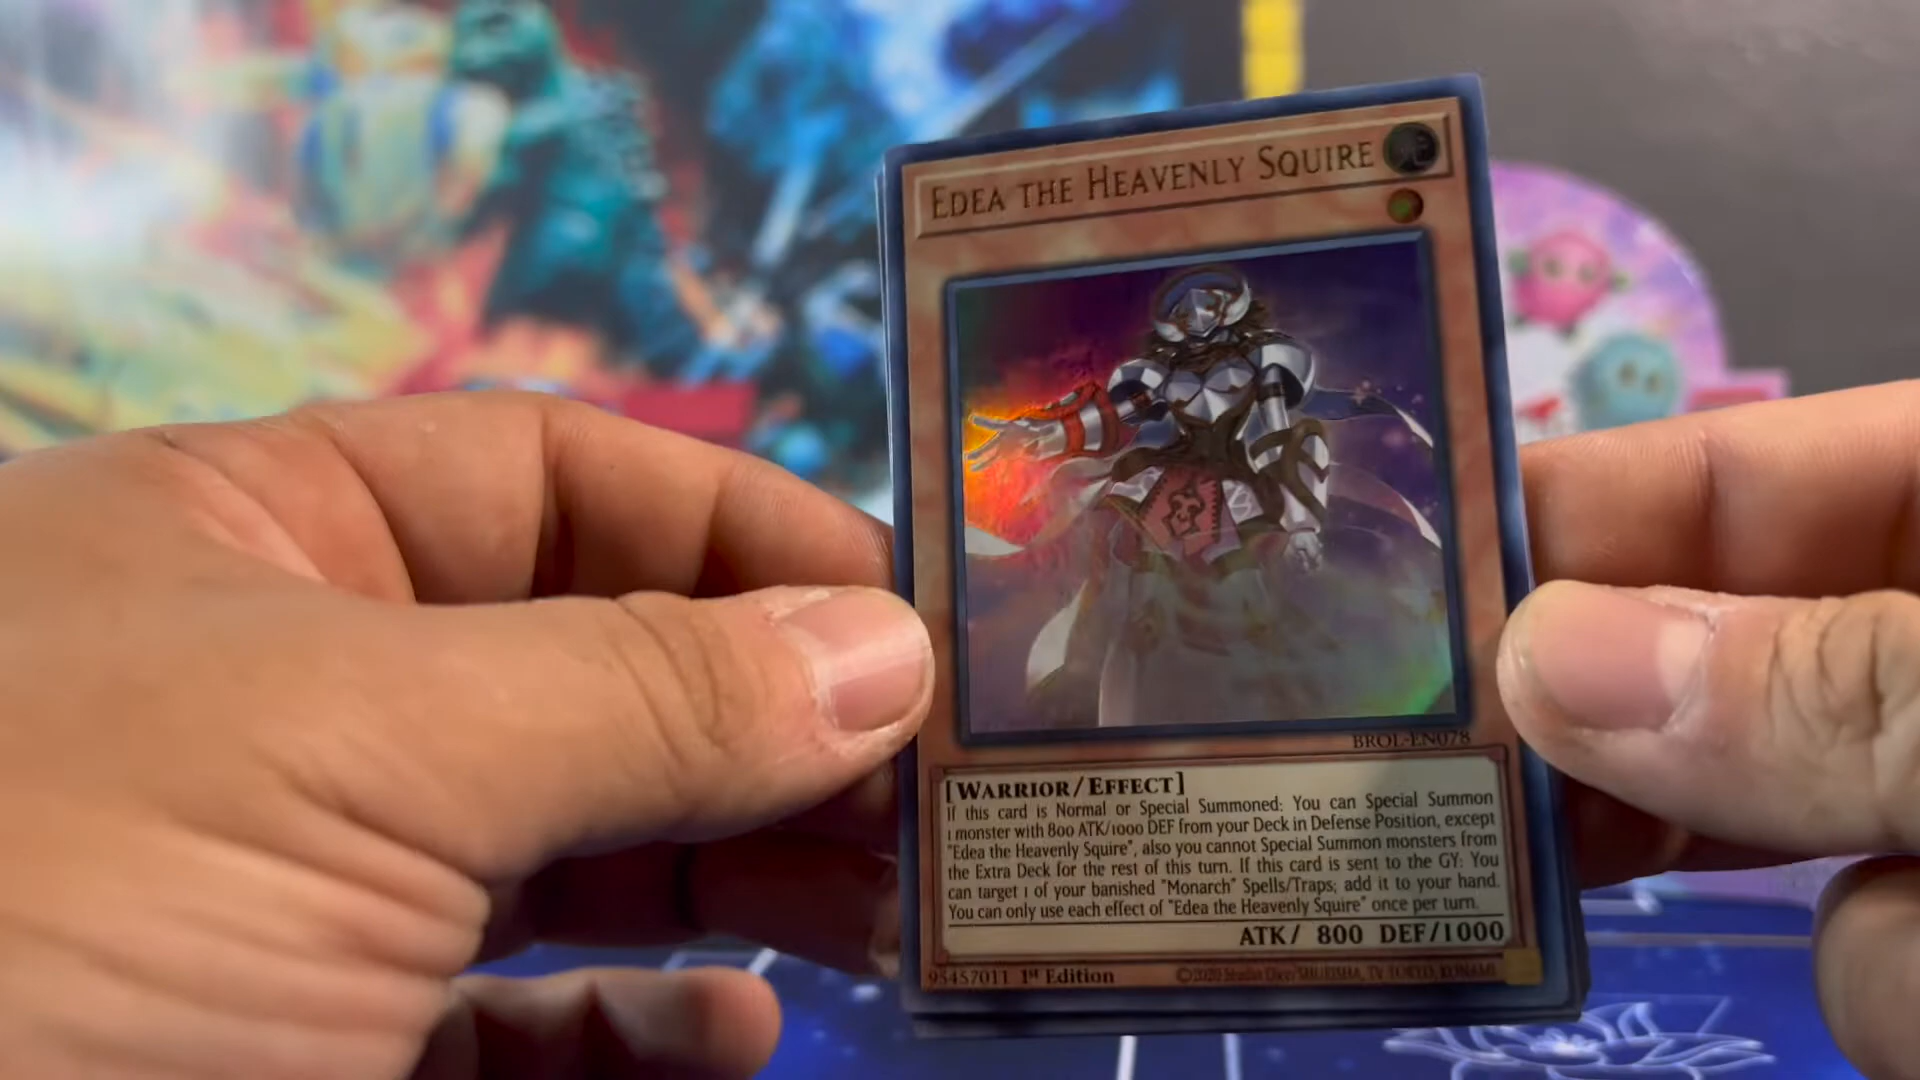 EDEA THE HEAVENLY SQUIRE
BROL-EN078
[WARRIOR/EFFECT]
If this card is Normal or Special Summoned: You can Special Summon
1 monster with 800 ATK/1000 DEF from your Deck in Defense Position, except
"Edea the Heavenly Squire", also you cannot Special Summon monsters from
the Extra Deck for the rest of this turn. If this card is sent to the GY: You
can target 1 of your banished "Monarch" Spells/Traps; add it to your hand.
You can only use each effect of "Edea the Heavenly Squire" once per turn.
ATK/ 800 DEF/1000
95457011 1st Edition ©2020 Studio Dice/SHUEISHA, TV TOKYO, KONAMI